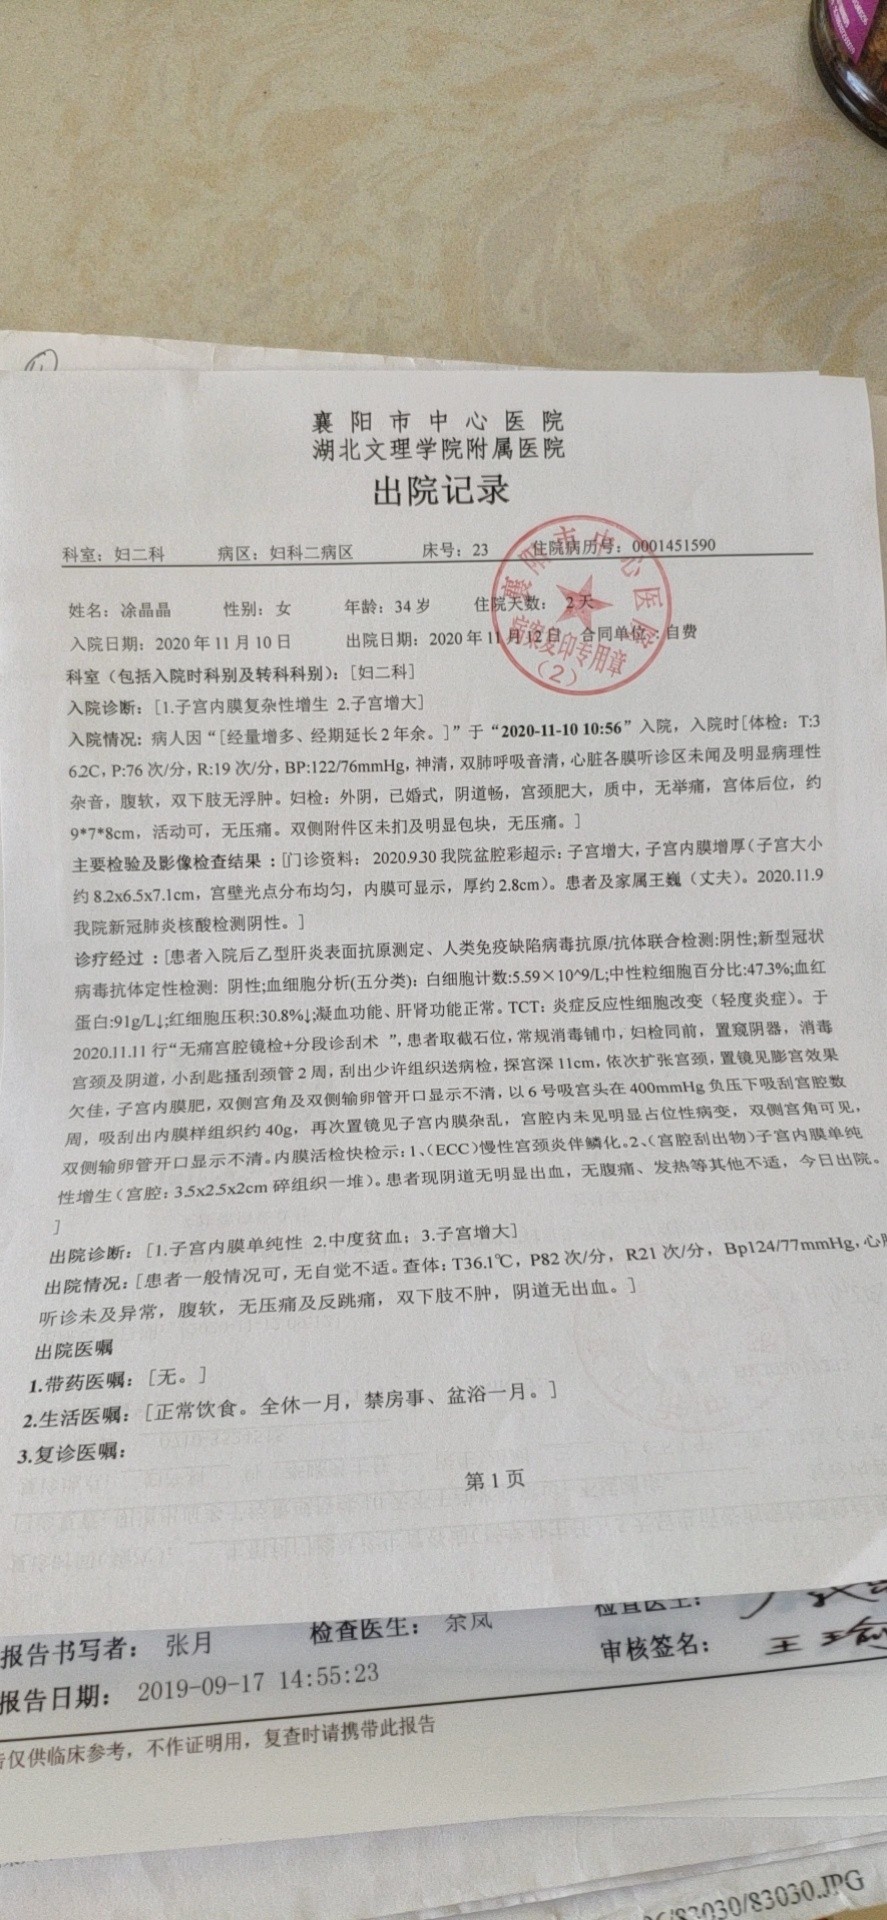 襄阳市中心医院
湖北文理学院附属医院
出院记录
科室：妇二科 病区：妇科二病区 床号：23 住院病历号：0001451590
姓名：涂晶晶 性别：女 年龄：34岁 住院天数：2天
入院日期：2020年11月10日 出院日期：2020年11月12日 合同单位：自费
襄阳市中心医院
病案复印专用章
（2）
科室（包括入院时科别及转科科别）：[妇二科]
入院诊断：[1.子宫内膜复杂性增生 2.子宫增大]
入院情况：病人因“[经量增多、经期延长2年余。]”于“2020-11-10 10:56”入院，入院时[体检：T:3
6.2C，P:76次/分，R:19次/分，BP:122/76mmHg，神清，双肺呼吸音清，心脏各膜听诊区未闻及明显病理性
杂音，腹软，双下肢无浮肿。妇检：外阴，已婚式，阴道畅，宫颈肥大，质中，无举痛，宫体后位，约
9*7*8cm，活动可，无压痛。双侧附件区未扪及明显包块，无压痛。]
主要检验及影像检查结果：[门诊资料：2020.9.30我院盆腔彩超示：子宫增大，子宫内膜增厚（子宫大小
约8.2x6.5x7.1cm，宫壁光点分布均匀，内膜可显示，厚约2.8cm）。患者及家属王巍（丈夫）。2020.11.9
我院新冠肺炎核酸检测阴性。]
诊疗经过：[患者入院后乙型肝炎表面抗原测定、人类免疫缺陷病毒抗原/抗体联合检测:阴性;新型冠状
病毒抗体定性检测：阴性;血细胞分析(五分类)：白细胞计数:5.59×10^9/L;中性粒细胞百分比:47.3%;血红
蛋白:91g/L↓;红细胞压积:30.8%↓;凝血功能、肝肾功能正常。TCT：炎症反应性细胞改变（轻度炎症）。于
2020.11.11行“无痛宫腔镜检+分段诊刮术 ”，患者取截石位，常规消毒铺巾，妇检同前，置窥阴器，消毒
宫颈及阴道，小刮匙搔刮颈管2周，刮出少许组织送病检，探宫深11cm，依次扩张宫颈，置镜见膨宫效果
欠佳，子宫内膜肥，双侧宫角及双侧输卵管开口显示不清，以6号吸宫头在400mmHg负压下吸刮宫腔数
周，吸刮出内膜样组织约40g，再次置镜见子宫内膜杂乱，宫腔内未见明显占位性病变，双侧宫角可见，
双侧输卵管开口显示不清。内膜活检快检示：1、(ECC)慢性宫颈炎伴鳞化。2、（宫腔刮出物）子宫内膜单纯
性增生（宫腔：3.5x2.5x2cm碎组织一堆）。患者现阴道无明显出血，无腹痛、发热等其他不适，今日出院。
]
出院诊断：[1.子宫内膜单纯性 2.中度贫血；3.子宫增大]
出院情况：[患者一般情况可，无自觉不适。查体：T36.1℃，P82次/分，R21次/分，Bp124/77mmHg，心肺
听诊未及异常，腹软，无压痛及反跳痛，双下肢不肿，阴道无出血。]
出院医嘱
1.带药医嘱：[无。]
2.生活医嘱：[正常饮食。全休一月，禁房事、盆浴一月。]
3.复诊医嘱：
第1页
报告书写者：张月 检查医生：余凤 检查医生：
审核签名：王瑜
报告日期：2019-09-17 14:55:23
告仅供临床参考，不作证明用，复查时请携带此报告
/83030/83030.JPG